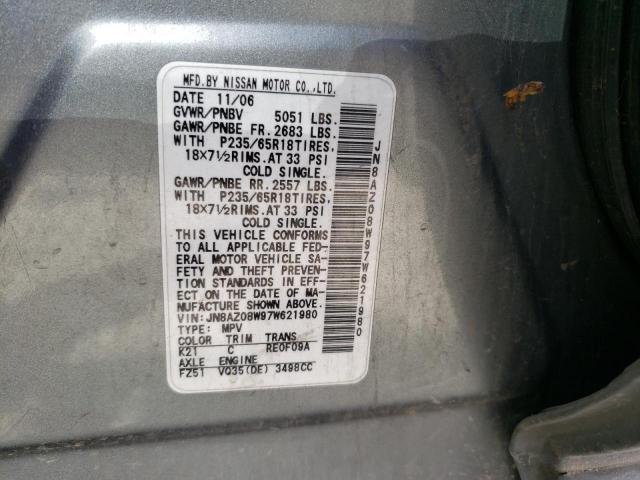 MFD.BY NISSAN MOTOR CO.,LTD.
DATE 11/06
GVWR/PNBV 5051 LBS.
GAWR/PNBE FR. 2683 LBS.
WITH P235/65R18TIRES.
18X7½RIMS.AT 33 PSI
COLD SINGLE.
GAWR/PNBE RR. 2557 LBS.
WITH P235/65R18TIRES.
18X7½RIMS.AT 33 PSI
COLD SINGLE.
THIS VEHICLE CONFORMS
TO ALL APPLICABLE FED-
ERAL MOTOR VEHICLE SA-
FETY AND THEFT PREVEN-
TION STANDARDS IN EFF-
ECT ON THE DATE OF MA-
NUFACTURE SHOWN ABOVE.
VIN:JN8AZ08W97W621980
TYPE: MPV
COLOR TRIM TRANS
K21 C RE0F09A
AXLE ENGINE
FZ51 VQ35(DE) 3498CC
JN8AZ08W97W621980